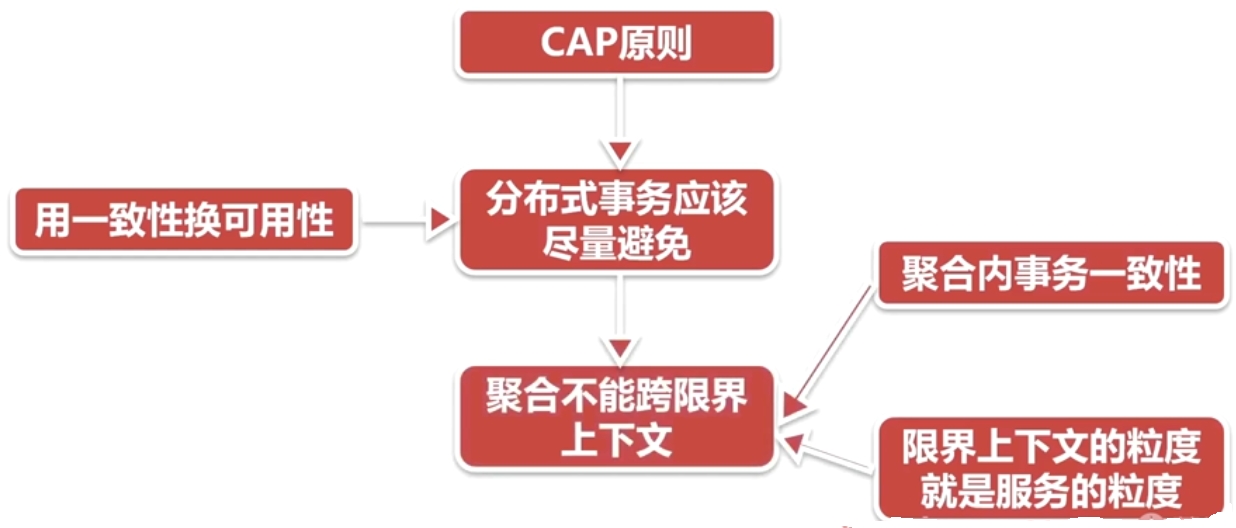 CAP原则
分布式事务应该
尽量避免
用一致性换可用性
聚合内事务一致性
聚合不能跨限界
上下文
限界上下文的粒度
就是服务的粒度